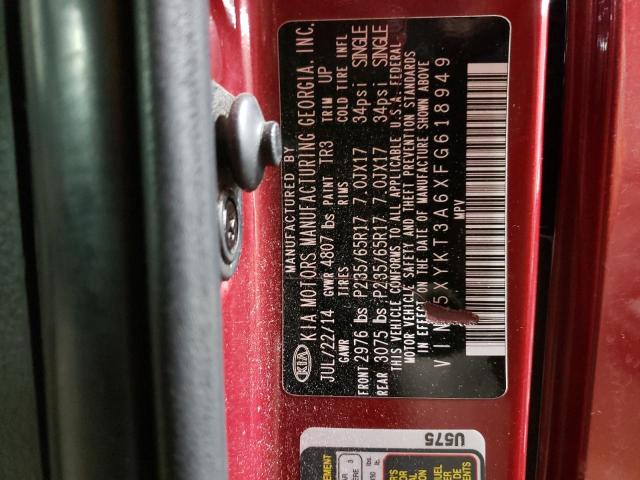 MANUFACTURED BY
KIA KIA MOTORS MANUFACTURING GEORGIA, INC.
JUL/22/14 GVWR 4807 lbs PAINT TR3 TRIM UP
GAWR TIRES RIMS COLD TIRE INFL
FRONT 2976 lbs P235/65R17 7.0JX17 34psi SINGLE
REAR 3075 lbs P235/65R17 7.0JX17 34psi SINGLE
THIS VEHICLE CONFORMS TO ALL APPLICABLE U.S.A. FEDERAL
MOTOR VEHICLE SAFETY AND THEFT PREVENTION STANDARDS
IN EFFECT ON THE DATE OF MANUFACTURE SHOWN ABOVE
VIN 5XYKT3A6XFG618949
MPV
U575